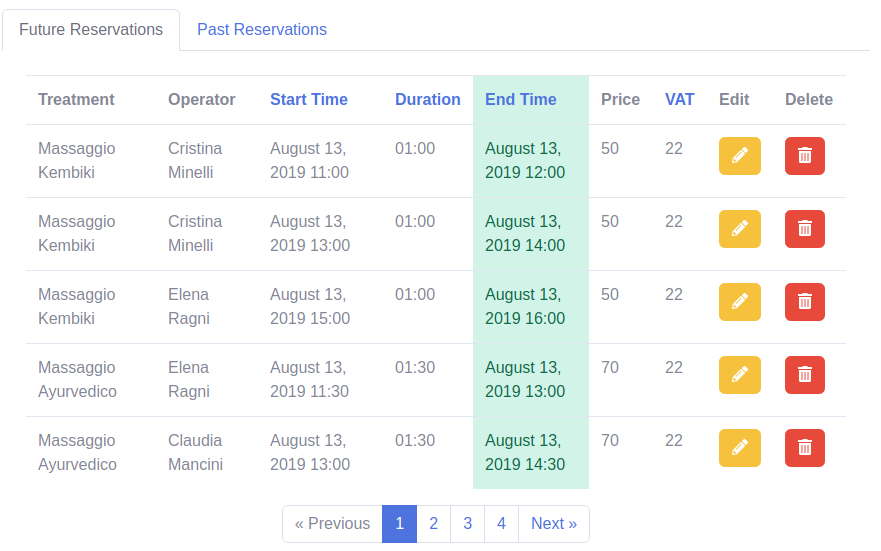 Future Reservations Past Reservations
Treatment Operator Start Time Duration End Time Price VAT Edit Delete
Massaggio Cristina August 13, 01:00 August 13, 50 22
Kembiki Minelli 2019 11:00 2019 12:00
Massaggio Cristina August 13, 01:00 August 13, 50 22
Kembiki Minelli 2019 13:00 2019 14:00
Massaggio Elena August 13, 01:00 August 13, 50 22
Kembiki Ragni 2019 15:00 2019 16:00
Massaggio Elena August 13, 01:30 August 13, 70 22
Ayurvedico Ragni 2019 11:30 2019 13:00
Massaggio Claudia August 13, 01:30 August 13, 70 22
Ayurvedico Mancini 2019 13:00 2019 14:30
« Previous 1 2 3 4 Next »